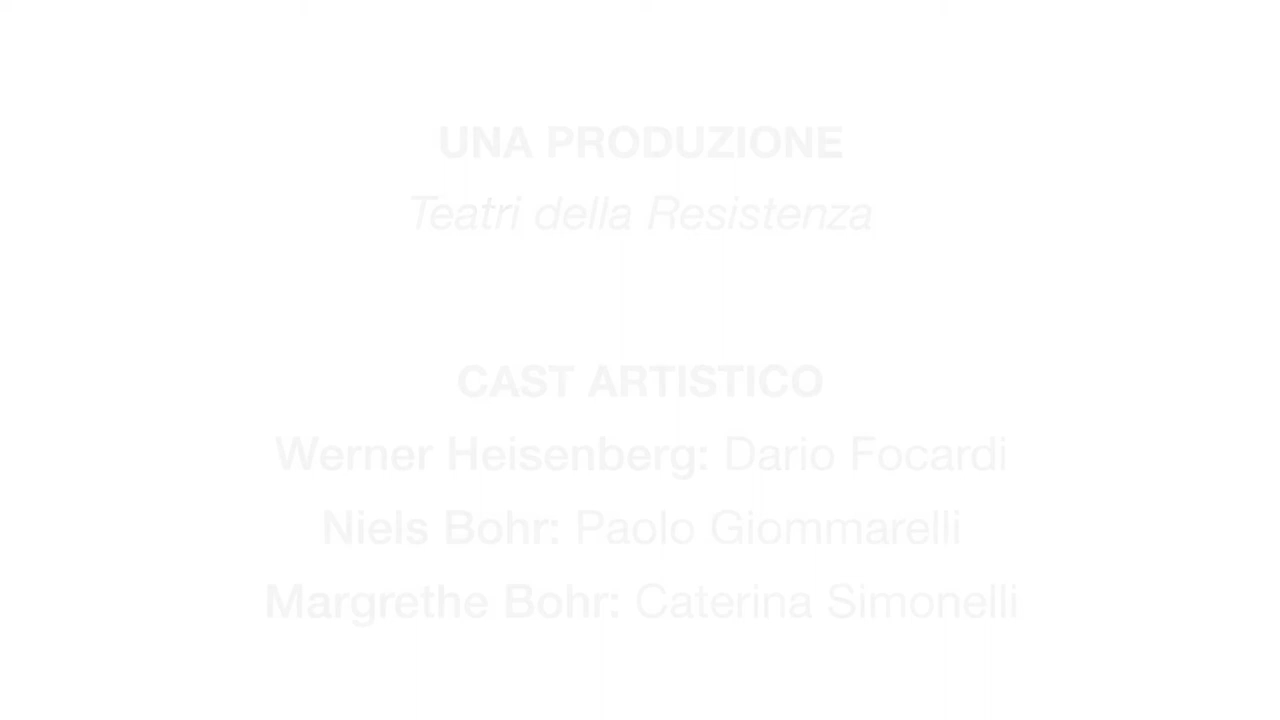 UNA PRODUZIONE
Teatri della Resistenza
CAST ARTISTICO
Werner Heisenberg: Dario Focardi
Niels Bohr: Paolo Giommarelli
Margrethe Bohr: Caterina Simonelli